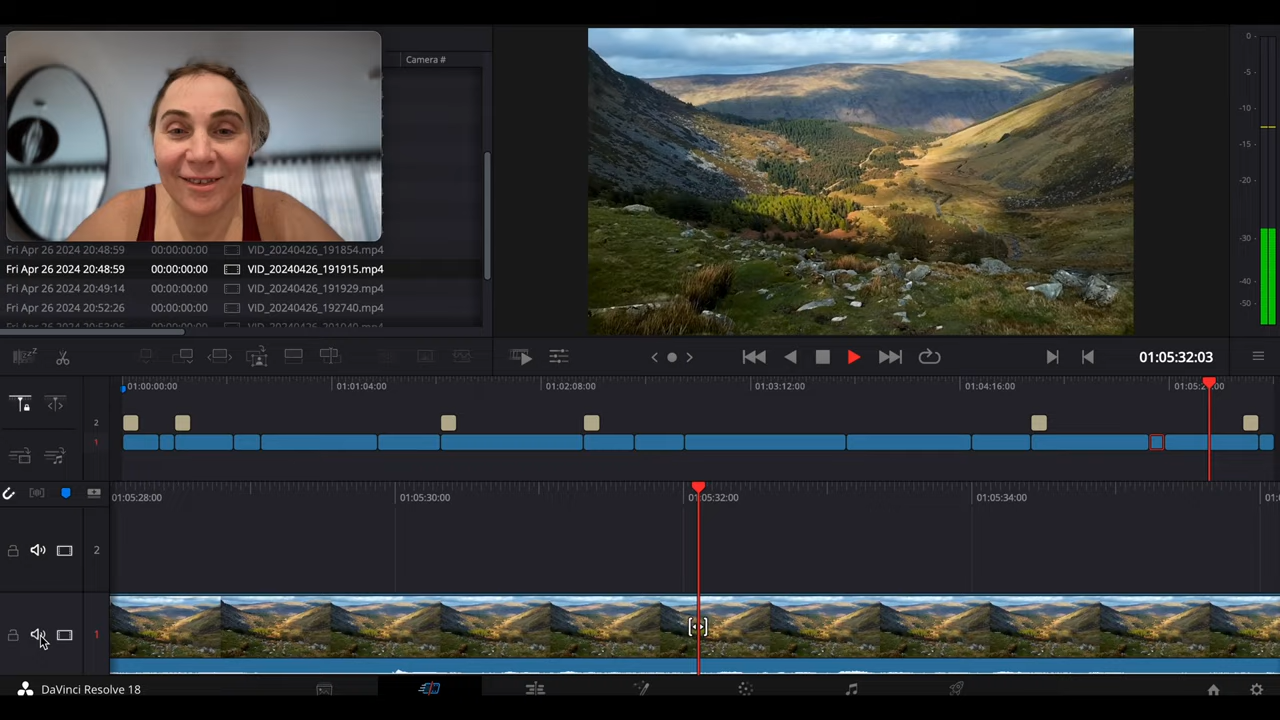 Camera #
Fri Apr 26 2024 20:48:59 00:00:00:00 VID_20240426_191854.mp4
Fri Apr 26 2024 20:48:59 00:00:00:00 VID_20240426_191915.mp4
Fri Apr 26 2024 20:49:14 00:00:00:00 VID_20240426_191929.mp4
Fri Apr 26 2024 20:52:26 00:00:00:00 VID_20240426_192740.mp4
0
-5
-10
-15
-20
-30
-40
-50
01:05:32:03
01:00:00:00 01:01:04:00 01:02:08:00 01:03:12:00 01:04:16:00
2
1
01:05:28:00 01:05:30:00 01:05:32:00 01:05:34:00
2
1
DaVinci Resolve 18